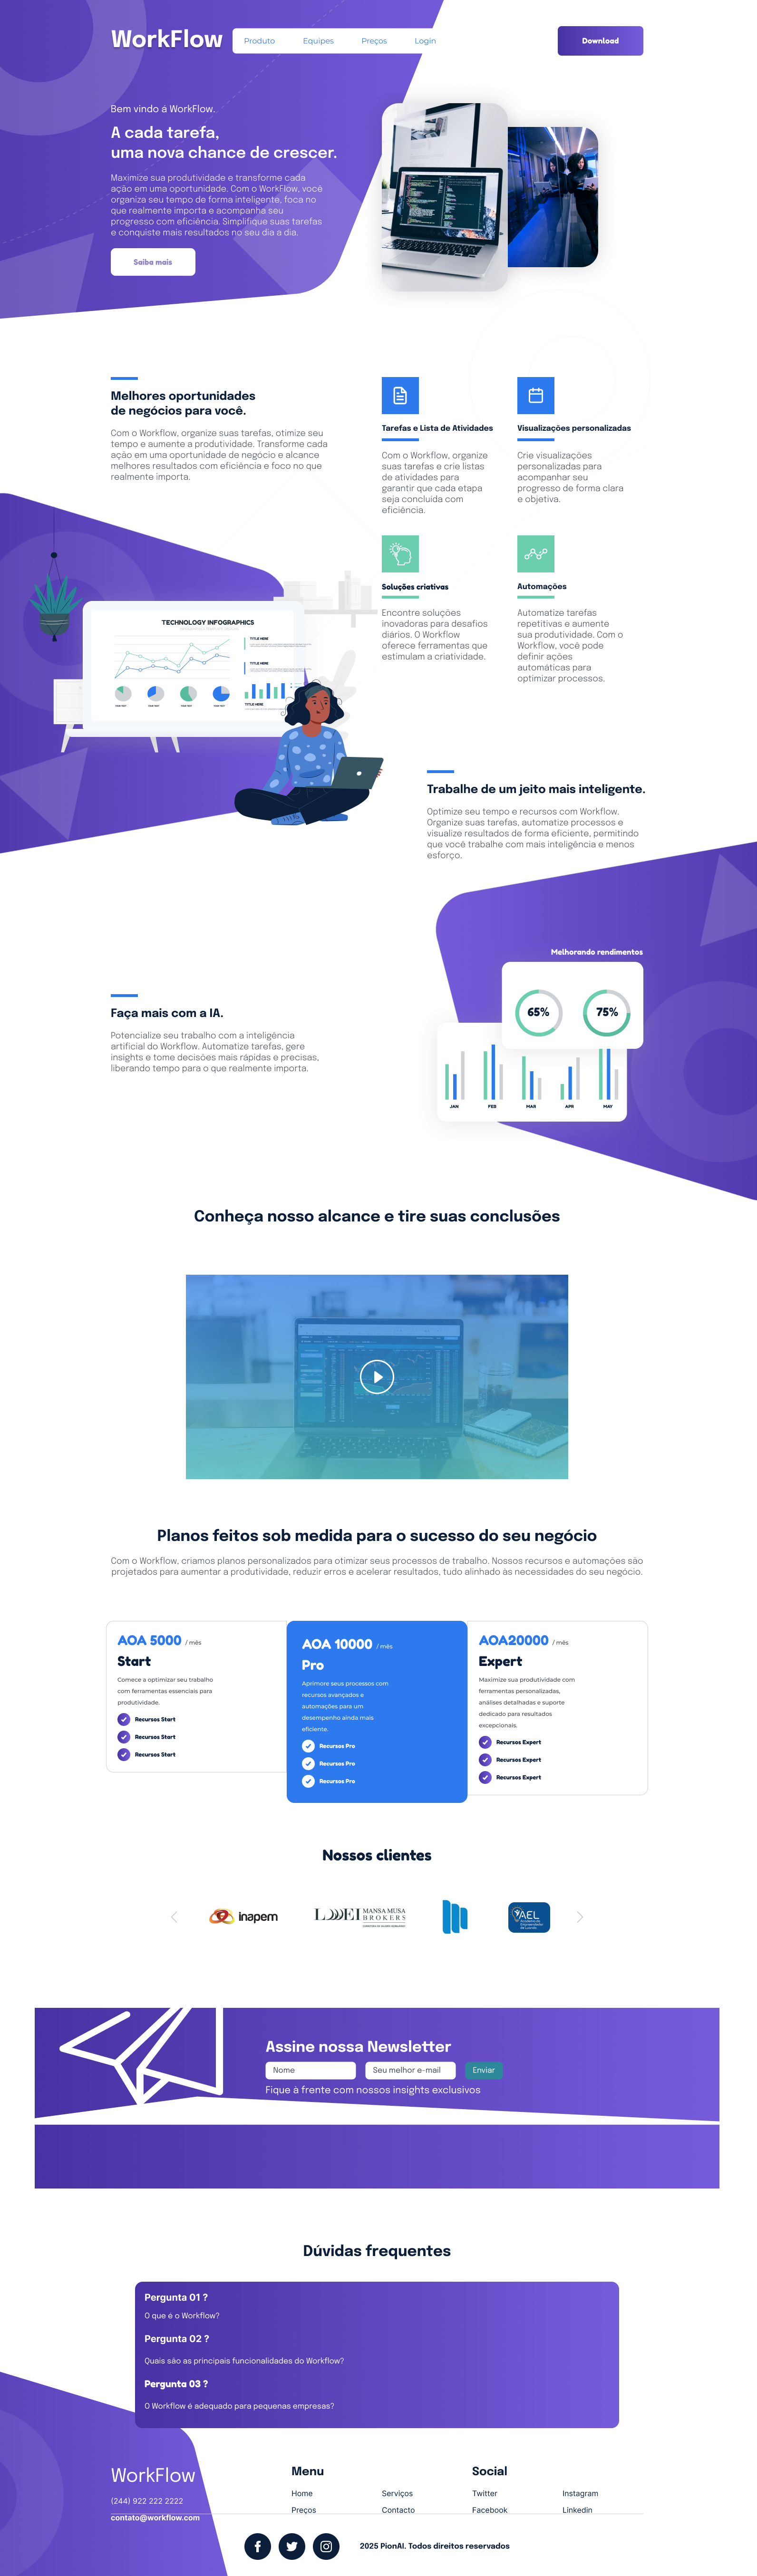 WorkFlow
Produto
Equipes
Preços
Login
Download
Bem vindo á WorkFlow.
A cada tarefa,
uma nova chance de crescer.
Maximize sua produtividade e transforme cada
ação em uma oportunidade. Com o WorkFlow, você
organiza seu tempo de forma inteligente, foca no
que realmente importa e acompanha seu
progresso com eficiência. Simplifique suas tarefas
e conquiste mais resultados no seu dia a dia.
Saiba mais
Melhores oportunidades
de negócios para você.
Com o Workflow, organize suas tarefas, otimize seu
tempo e aumente a produtividade. Transforme cada
ação em uma oportunidade de negócio e alcance
melhores resultados com eficiência e foco no que
realmente importa.
Tarefas e Lista de Atividades
Com o Workflow, organize
suas tarefas e crie listas
de atividades para
garantir que cada etapa
seja concluída com
eficiência.
Visualizações personalizadas
Crie visualizações
personalizadas para
acompanhar seu
progresso de forma clara
e objetiva.
Soluções criativas
Encontre soluções
inovadoras para desafios
diários. O Workflow
oferece ferramentas que
estimulam a criatividade.
Automações
Automatize tarefas
repetitivas e aumente
sua produtividade. Com o
Workflow, você pode
definir ações
automáticas para
optimizar processos.
TECHNOLOGY INFOGRAPHICS
TITLE HERE
TITLE HERE
TITLE HERE
Trabalhe de um jeito mais inteligente.
Optimize seu tempo e recursos com Workflow.
Organize suas tarefas, automatize processos e
visualize resultados de forma eficiente, permitindo
que você trabalhe com mais inteligência e menos
esforço.
Melhorando rendimentos
65%
75%
JAN
FEB
MAR
APR
MAY
Faça mais com a IA.
Potencialize seu trabalho com a inteligência
artificial do Workflow. Automatize tarefas, gere
insights e tome decisões mais rápidas e precisas,
liberando tempo para o que realmente importa.
Conheça nosso alcance e tire suas conclusões
Planos feitos sob medida para o sucesso do seu negócio
Com o Workflow, criamos planos personalizados para otimizar seus processos de trabalho. Nossos recursos e automações são
projetados para aumentar a produtividade, reduzir erros e acelerar resultados, tudo alinhado às necessidades do seu negócio.
AOA 5000 / mês
Start
Comece a optimizar seu trabalho
com ferramentas essenciais para
produtividade.
Recursos Start
Recursos Start
Recursos Start
AOA 10000 / mês
Pro
Aprimore seus processos com
recursos avançados e
automações para um
desempenho ainda mais
eficiente.
Recursos Pro
Recursos Pro
Recursos Pro
AOA20000 / mês
Expert
Maximize sua produtividade com
ferramentas personalizadas,
análises detalhadas e suporte
dedicado para resultados
excepcionais.
Recursos Expert
Recursos Expert
Recursos Expert
Nossos clientes
inapem
MANSA MUSA
BROKERS
AEL
Assine nossa Newsletter
Nome
Seu melhor e-mail
Enviar
Fique à frente com nossos insights exclusivos
Dúvidas frequentes
Pergunta 01 ?
O que é o Workflow?
Pergunta 02 ?
Quais são as principais funcionalidades do Workflow?
Pergunta 03 ?
O Workflow é adequado para pequenas empresas?
WorkFlow
(244) 922 222 2222
contato@workflow.com
Menu
Home
Serviços
Preços
Contacto
Social
Twitter
Instagram
Facebook
Linkedin
2025 PionAI. Todos direitos reservados